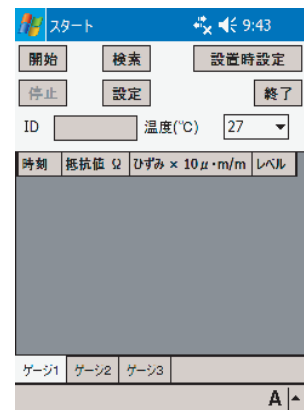 スタート 9:43
開始 検索 設置時設定
停止 設定 終了
ID 温度(℃) 27
時刻 抵抗値 Ω ひずみ × 10μ・m/m レベル
ゲージ1 ゲージ2 ゲージ3
A